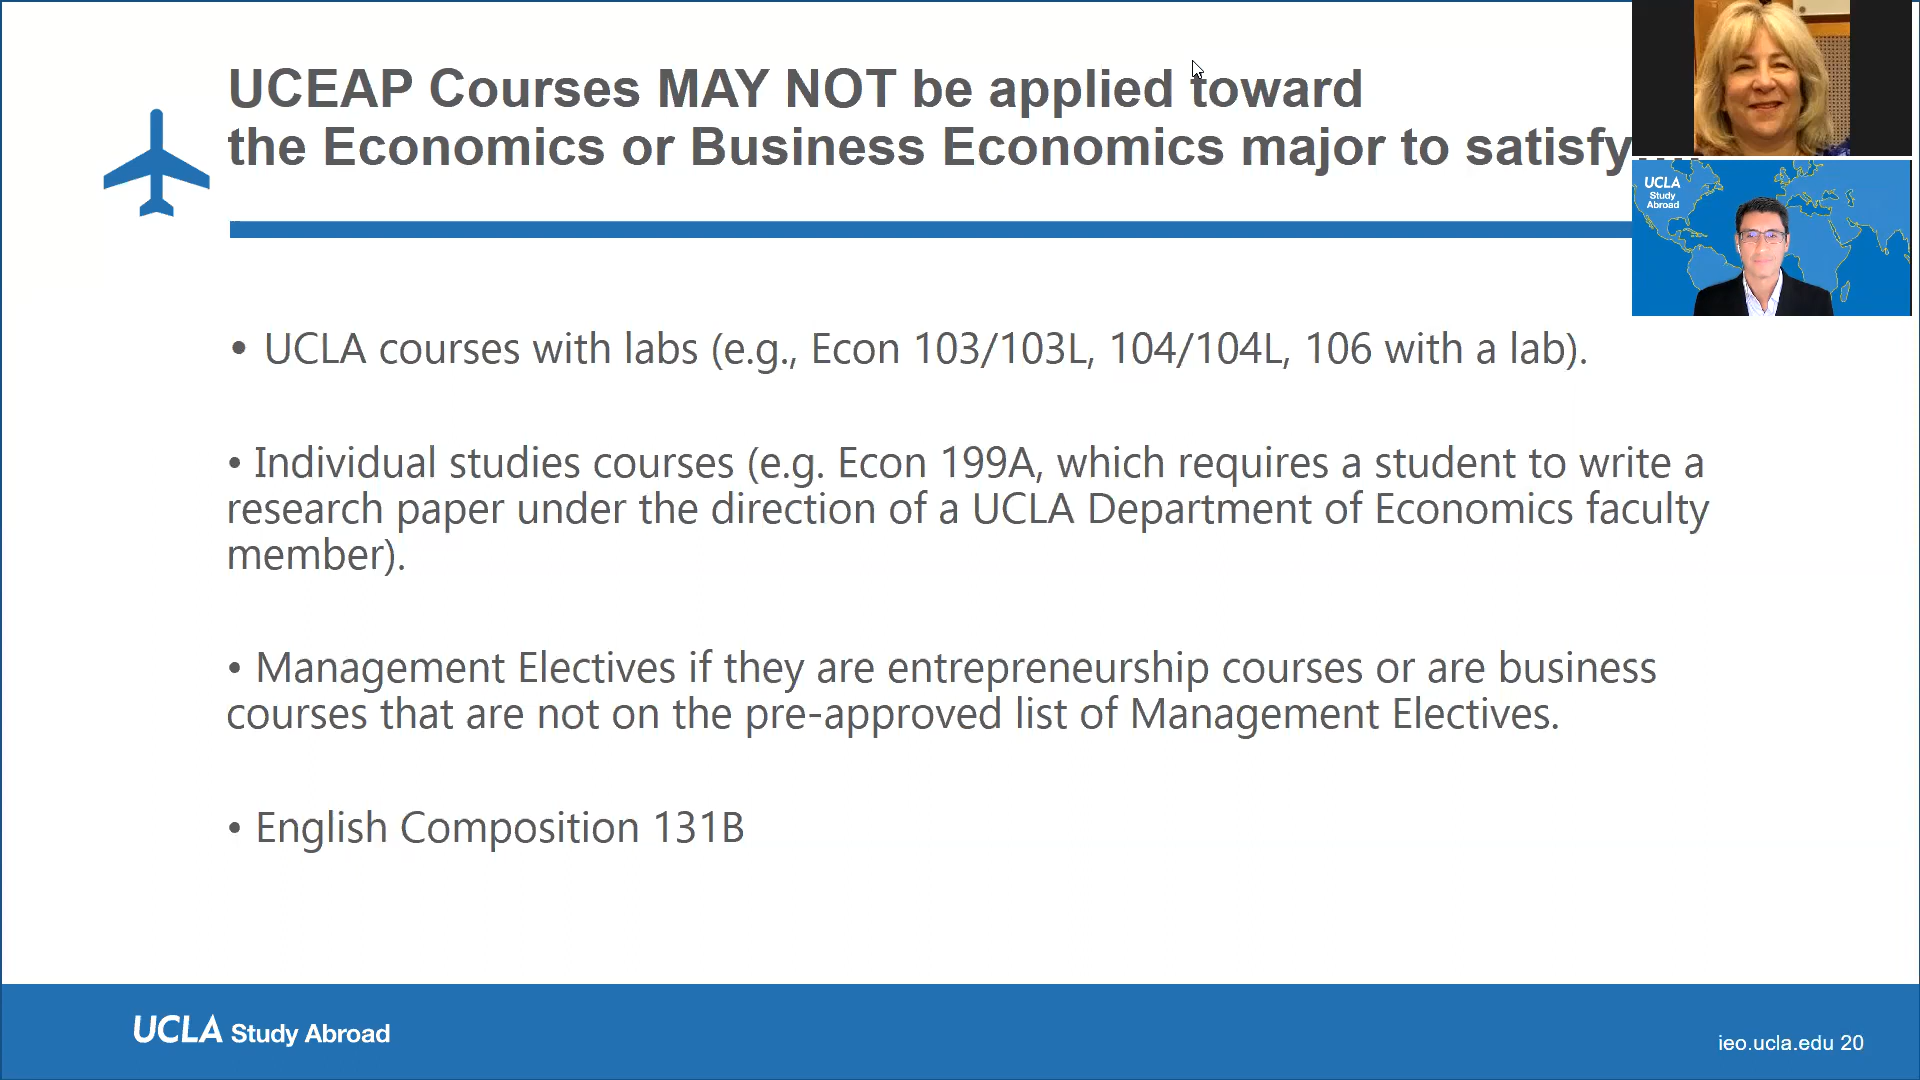 UCEAP Courses MAY NOT be applied toward
the Economics or Business Economics major to satisfy
UCLA
Study
Abroad
• UCLA courses with labs (e.g., Econ 103/103L, 104/104L, 106 with a lab).
• Individual studies courses (e.g. Econ 199A, which requires a student to write a
research paper under the direction of a UCLA Department of Economics faculty
member).
• Management Electives if they are entrepreneurship courses or are business
courses that are not on the pre-approved list of Management Electives.
• English Composition 131B
UCLA Study Abroad
ieo.ucla.edu 20